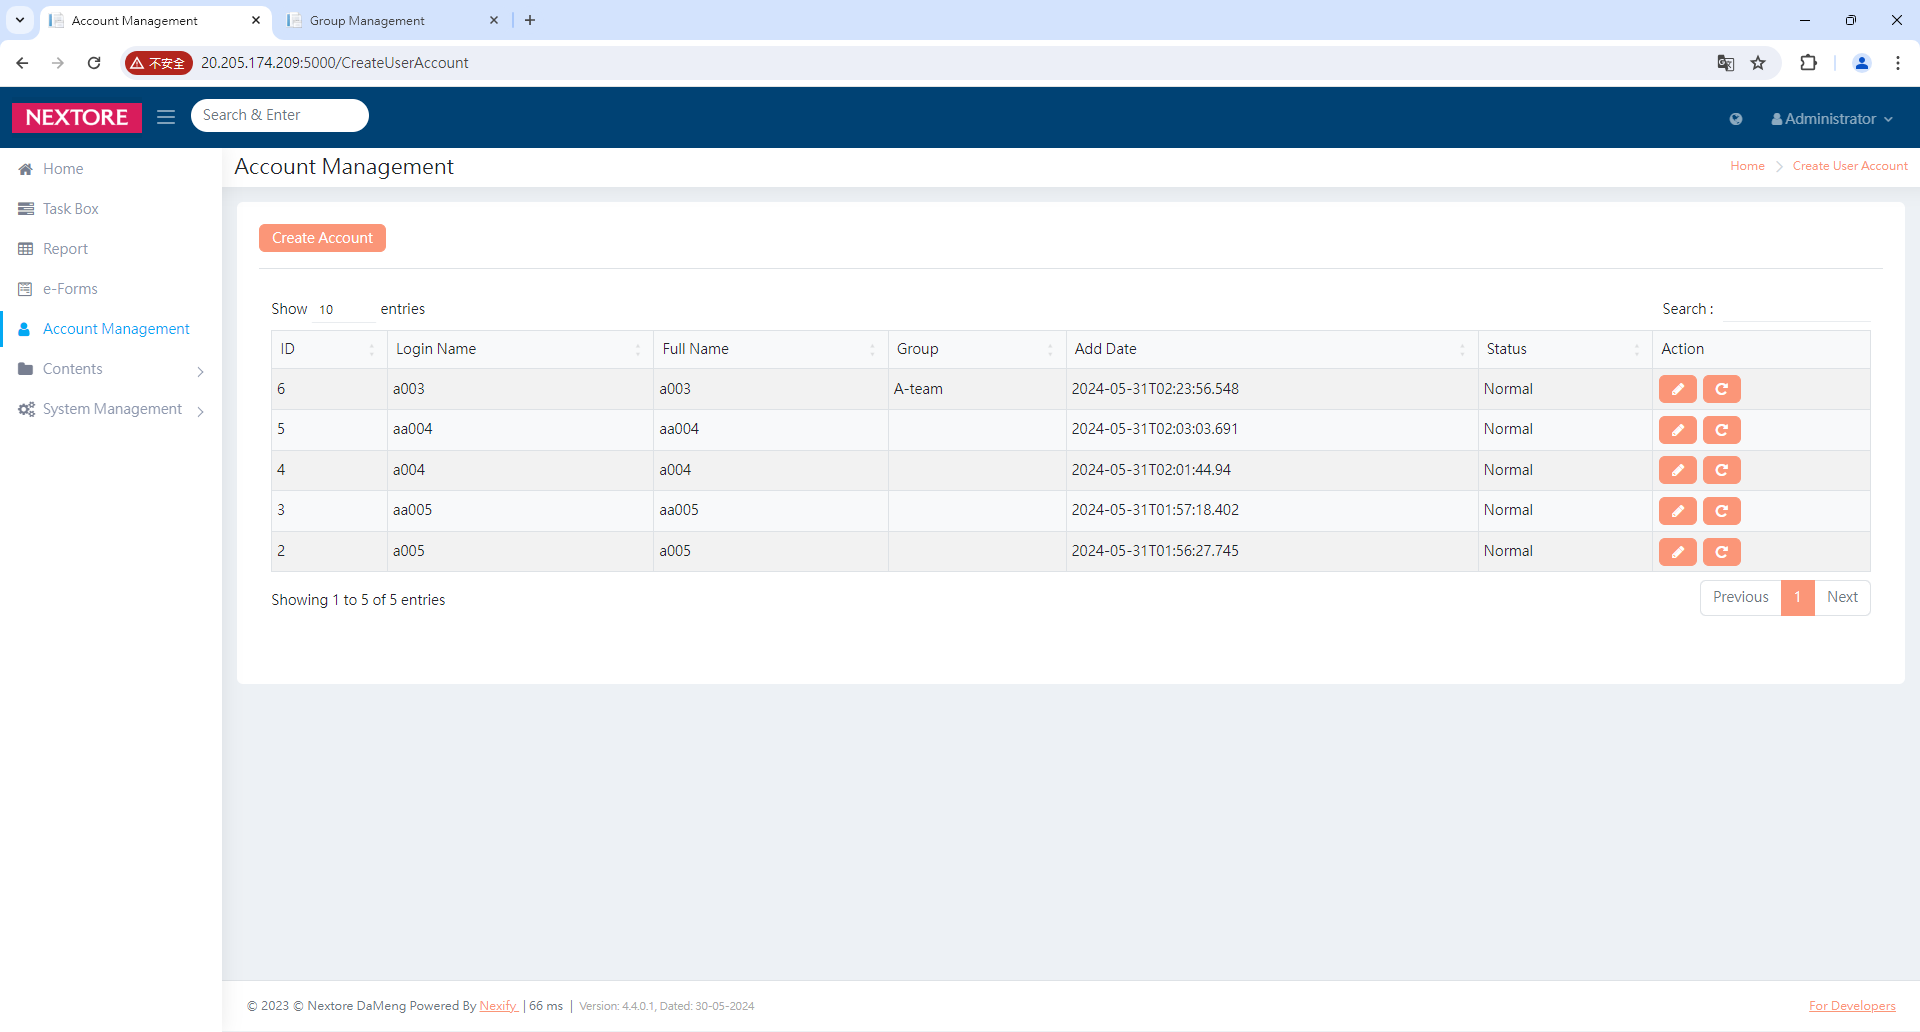 Account Management
Group Management
不安全
20.205.174.209:5000/CreateUserAccount
NEXTORE
Search & Enter
Administrator
Home
Task Box
Report
e-Forms
Account Management
Contents
System Management
Account Management
Home > Create User Account
Create Account
Show 10 entries
Search :
ID Login Name Full Name Group Add Date Status Action
6 a003 a003 A-team 2024-05-31T02:23:56.548 Normal
5 aa004 aa004 2024-05-31T02:03:03.691 Normal
4 a004 a004 2024-05-31T02:01:44.94 Normal
3 aa005 aa005 2024-05-31T01:57:18.402 Normal
2 a005 a005 2024-05-31T01:56:27.745 Normal
Showing 1 to 5 of 5 entries
Previous 1 Next
© 2023 © Nextore DaMeng Powered By Nexify | 66 ms | Version: 4.4.0.1, Dated: 30-05-2024
For Developers